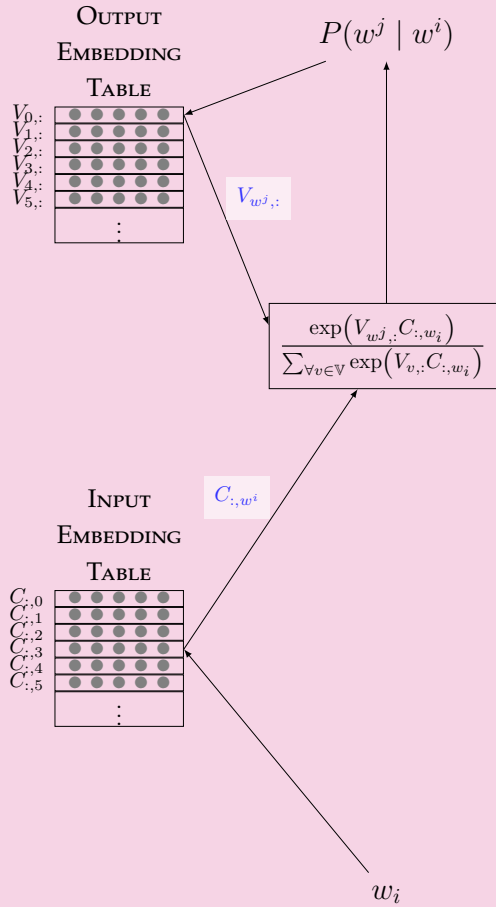 OUTPUT
EMBEDDING
TABLE
P(w^j | w^i)
V_{0,:}
V_{1,:}
V_{2,:}
V_{3,:}
V_{4,:}
V_{5,:}
⋮
V_{w^j,:}
exp(V_{w^j,:}C_{:,w_i})
∑_{∀v∈𝕍} exp(V_{v,:}C_{:,w_i})
C_{:,w^i}
INPUT
EMBEDDING
TABLE
C_{:,0}
C_{:,1}
C_{:,2}
C_{:,3}
C_{:,4}
C_{:,5}
⋮
w_i